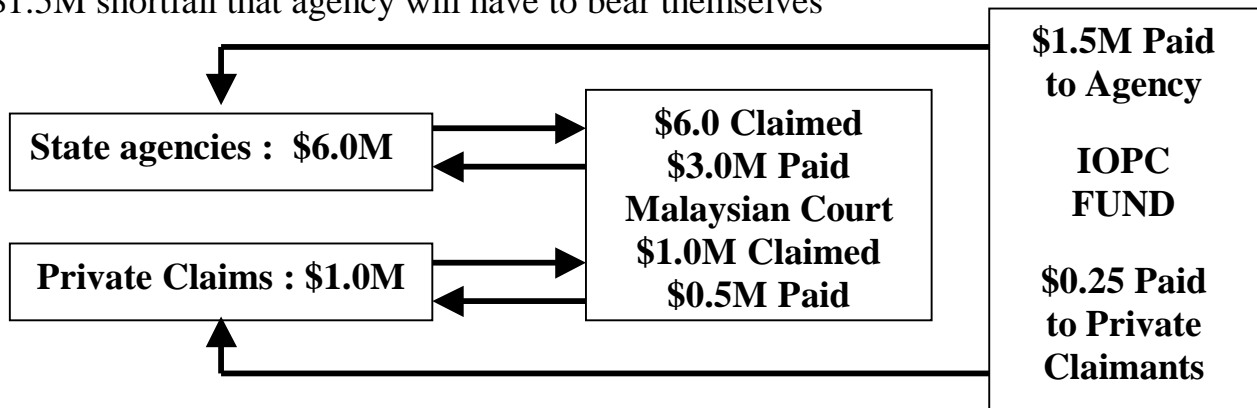 $1.5M shortfall that agency will have to bear themselves
State agencies : $6.0M
Private Claims : $1.0M
$6.0 Claimed
$3.0M Paid
Malaysian Court
$1.0M Claimed
$0.5M Paid
$1.5M Paid
to Agency
IOPC
FUND
$0.25 Paid
to Private
Claimants